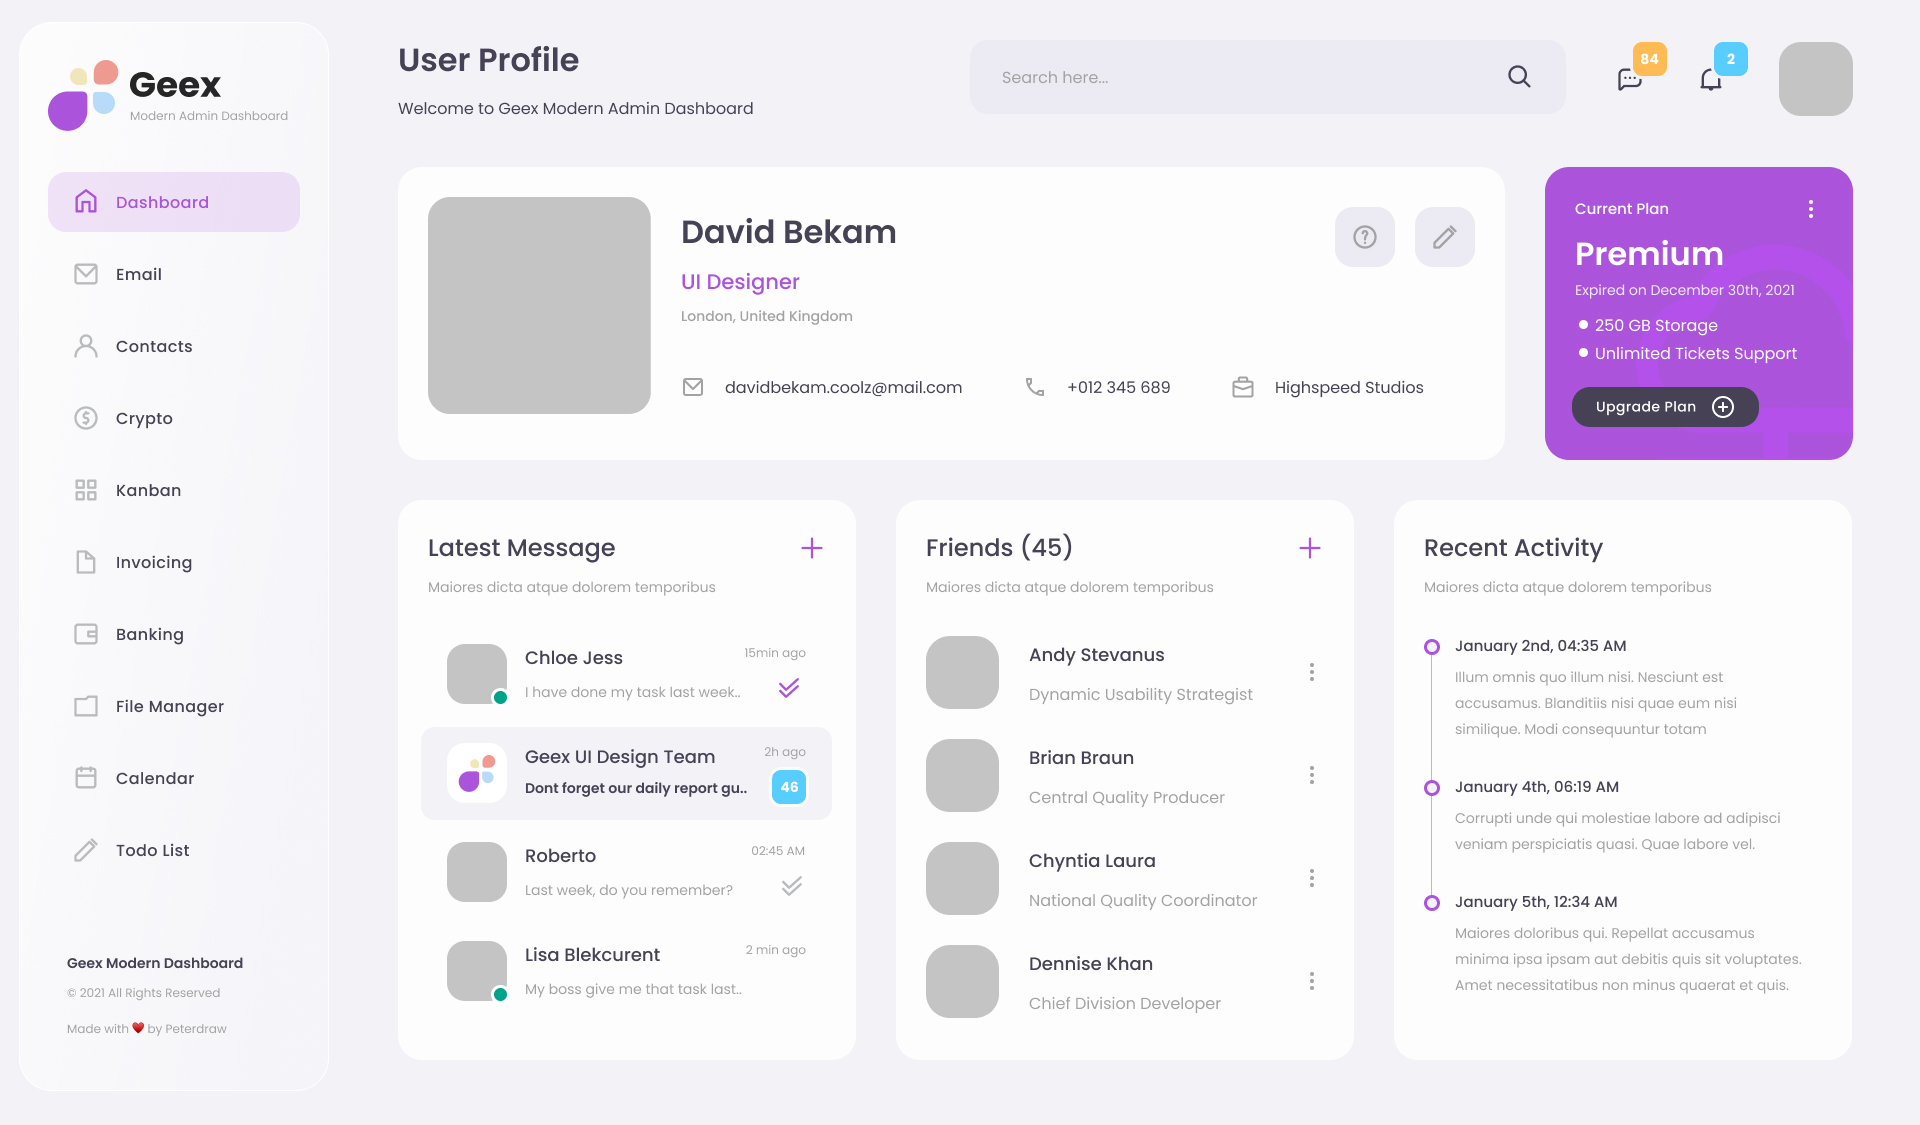 Geex
Modern Admin Dashboard
Dashboard
Email
Contacts
Crypto
Kanban
Invoicing
Banking
File Manager
Calendar
Todo List
Geex Modern Dashboard
© 2021 All Rights Reserved
Made with ❤ by Peterdraw
User Profile
Welcome to Geex Modern Admin Dashboard
Search here...
84
2
David Bekam
UI Designer
London, United Kingdom
davidbekam.coolz@mail.com
+012 345 689
Highspeed Studios
Current Plan
Premium
Expired on December 30th, 2021
250 GB Storage
Unlimited Tickets Support
Upgrade Plan
Latest Message
Maiores dicta atque dolorem temporibus
Chloe Jess
15min ago
I have done my task last week..
Geex UI Design Team
2h ago
Dont forget our daily report gu..
46
Roberto
02:45 AM
Last week, do you remember?
Lisa Blekcurent
2 min ago
My boss give me that task last..
Friends (45)
Maiores dicta atque dolorem temporibus
Andy Stevanus
Dynamic Usability Strategist
Brian Braun
Central Quality Producer
Chyntia Laura
National Quality Coordinator
Dennise Khan
Chief Division Developer
Recent Activity
Maiores dicta atque dolorem temporibus
January 2nd, 04:35 AM
Illum omnis quo illum nisi. Nesciunt est
accusamus. Blanditiis nisi quae eum nisi
similique. Modi consequuntur totam
January 4th, 06:19 AM
Corrupti unde qui molestiae labore ad adipisci
veniam perspiciatis quasi. Quae labore vel.
January 5th, 12:34 AM
Maiores doloribus qui. Repellat accusamus
minima ipsa ipsam aut debitis quis sit voluptates.
Amet necessitatibus non minus quaerat et quis.